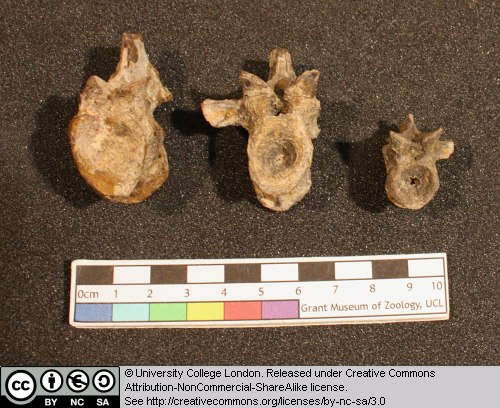 0cm 1 2 3 4 5 6 7 8 9 10
Grant Museum of Zoology, UCL
cc BY NC SA
© University College London. Released under Creative Commons
Attribution-NonCommercial-ShareAlike license.
See http://creativecommons.org/licenses/by-nc-sa/3.0